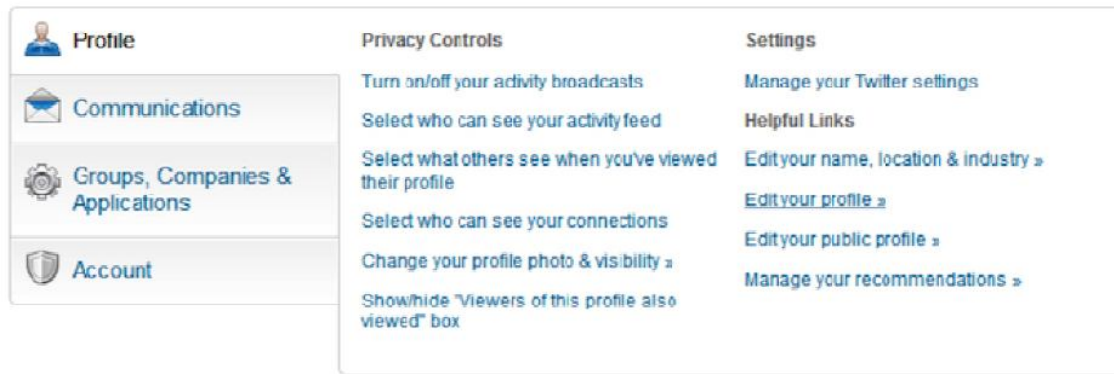 Profile
Communications
Groups, Companies &
Applications
Account
Privacy Controls
Turn on/off your activity broadcasts
Select who can see your activity feed
Select what others see when you've viewed
their profile
Select who can see your connections
Change your profile photo & visibility »
Show/hide "Viewers of this profile also
viewed" box
Settings
Manage your Twitter settings
Helpful Links
Edit your name, location & industry »
Edit your profile »
Edit your public profile »
Manage your recommendations »